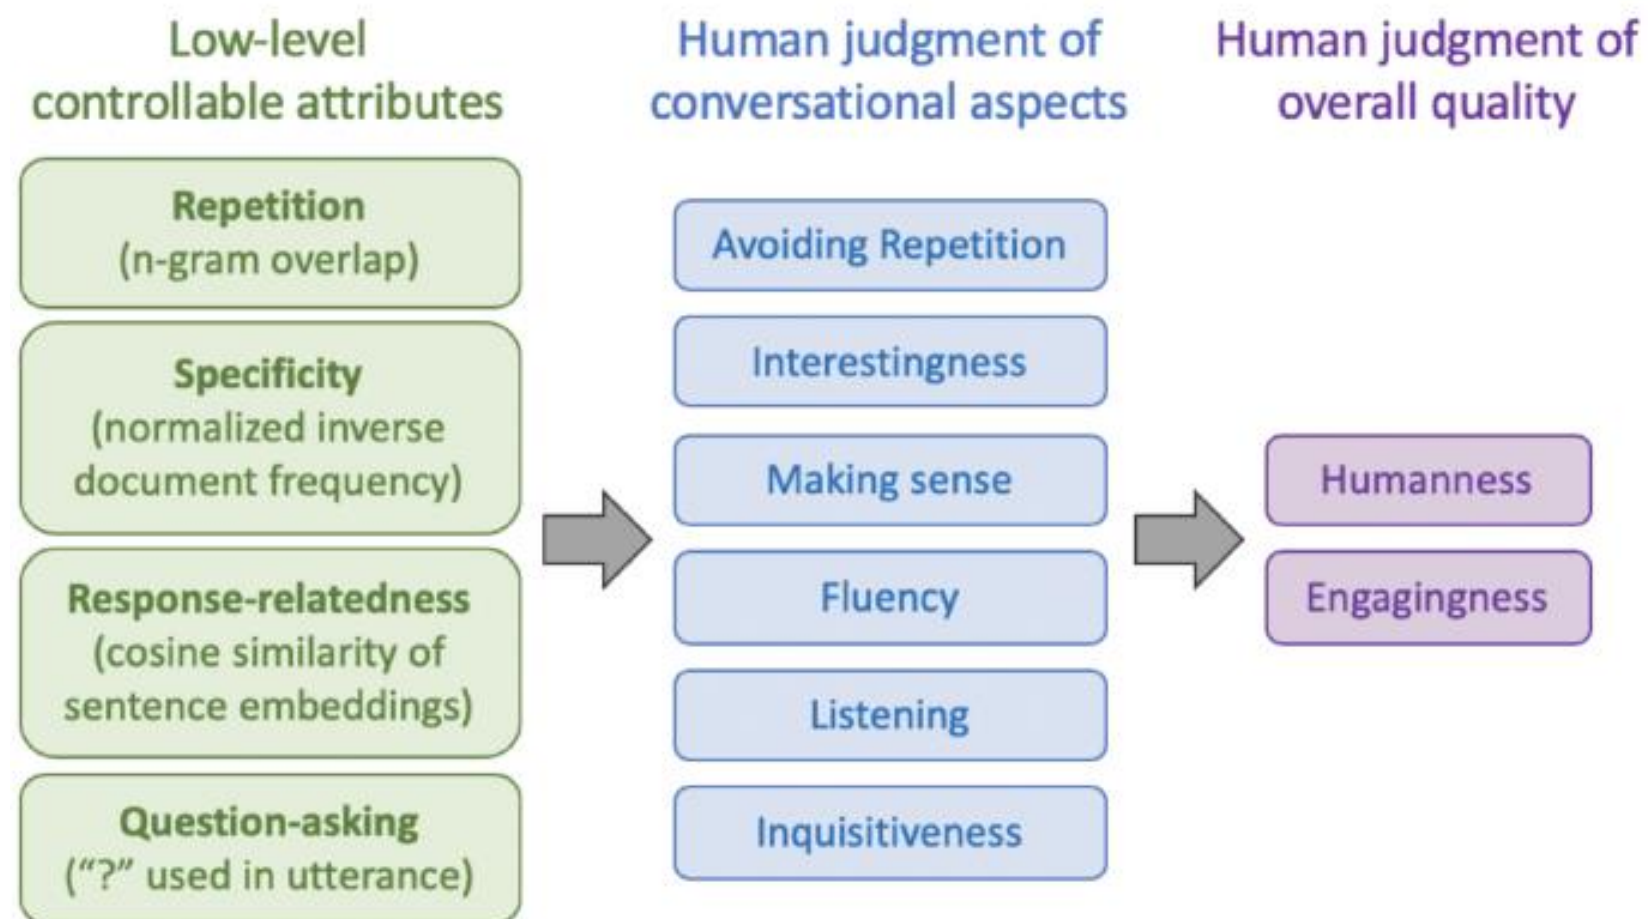 Low-level
controllable attributes
Repetition
(n-gram overlap)
Specificity
(normalized inverse
document frequency)
Response-relatedness
(cosine similarity of
sentence embeddings)
Question-asking
(“?” used in utterance)
Human judgment of
conversational aspects
Avoiding Repetition
Interestingness
Making sense
Fluency
Listening
Inquisitiveness
Human judgment of
overall quality
Humanness
Engagingness